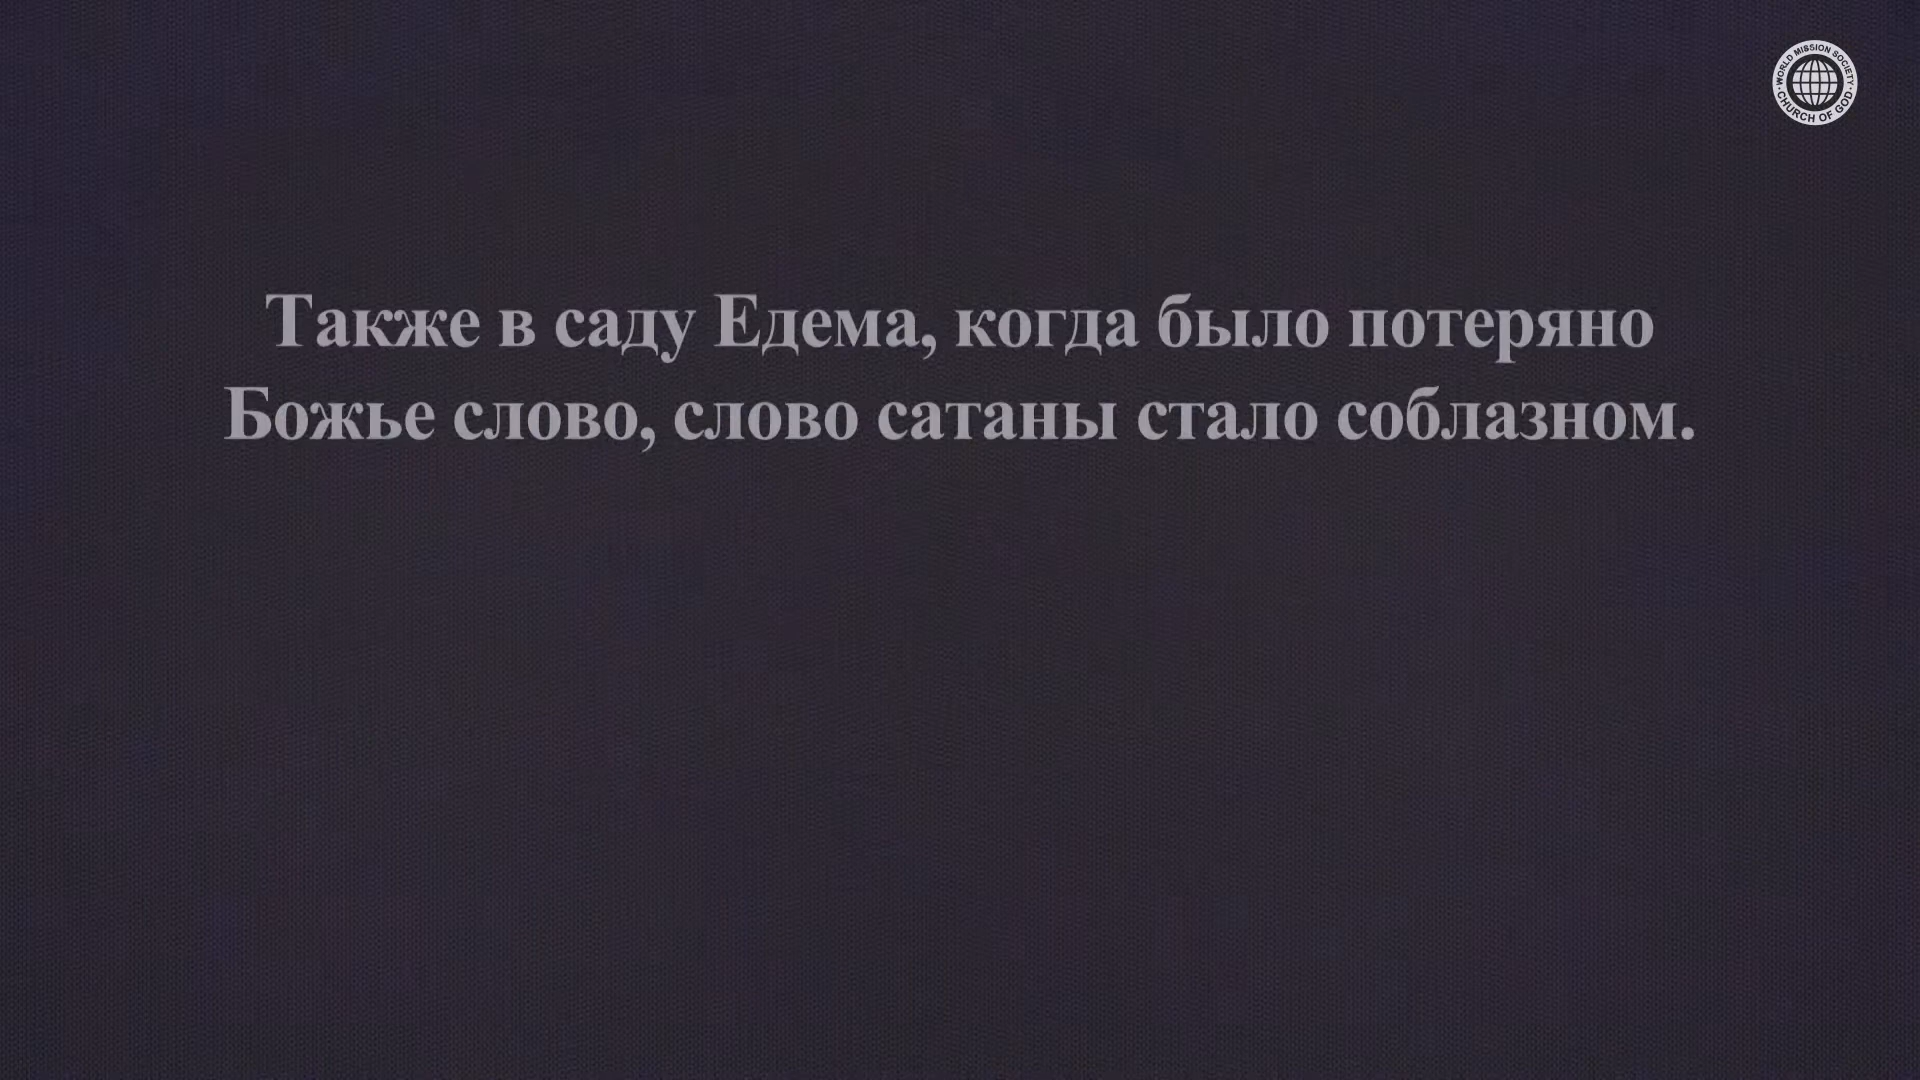 WORLD MISSION SOCIETY
CHURCH OF GOD
Также в саду Едема, когда было потеряно
Божье слово, слово сатаны стало соблазном.